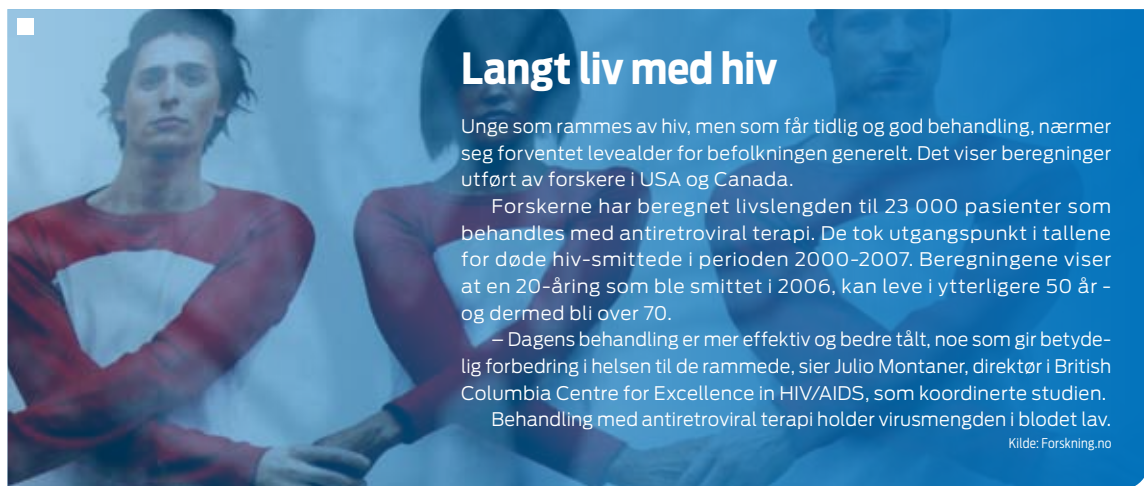 Langt liv med hiv
Unge som rammes av hiv, men som får tidlig og god behandling, nærmer
seg forventet levealder for befolkningen generelt. Det viser beregninger
utført av forskere i USA og Canada.
Forskerne har beregnet livslengden til 23 000 pasienter som
behandles med antiretroviral terapi. De tok utgangspunkt i tallene
for døde hiv-smittede i perioden 2000-2007. Beregningene viser
at en 20-åring som ble smittet i 2006, kan leve i ytterligere 50 år -
og dermed bli over 70.
– Dagens behandling er mer effektiv og bedre tålt, noe som gir betyde-
lig forbedring i helsen til de rammede, sier Julio Montaner, direktør i British
Columbia Centre for Excellence in HIV/AIDS, som koordinerte studien.
Behandling med antiretroviral terapi holder virusmengden i blodet lav.
Kilde: Forskning.no